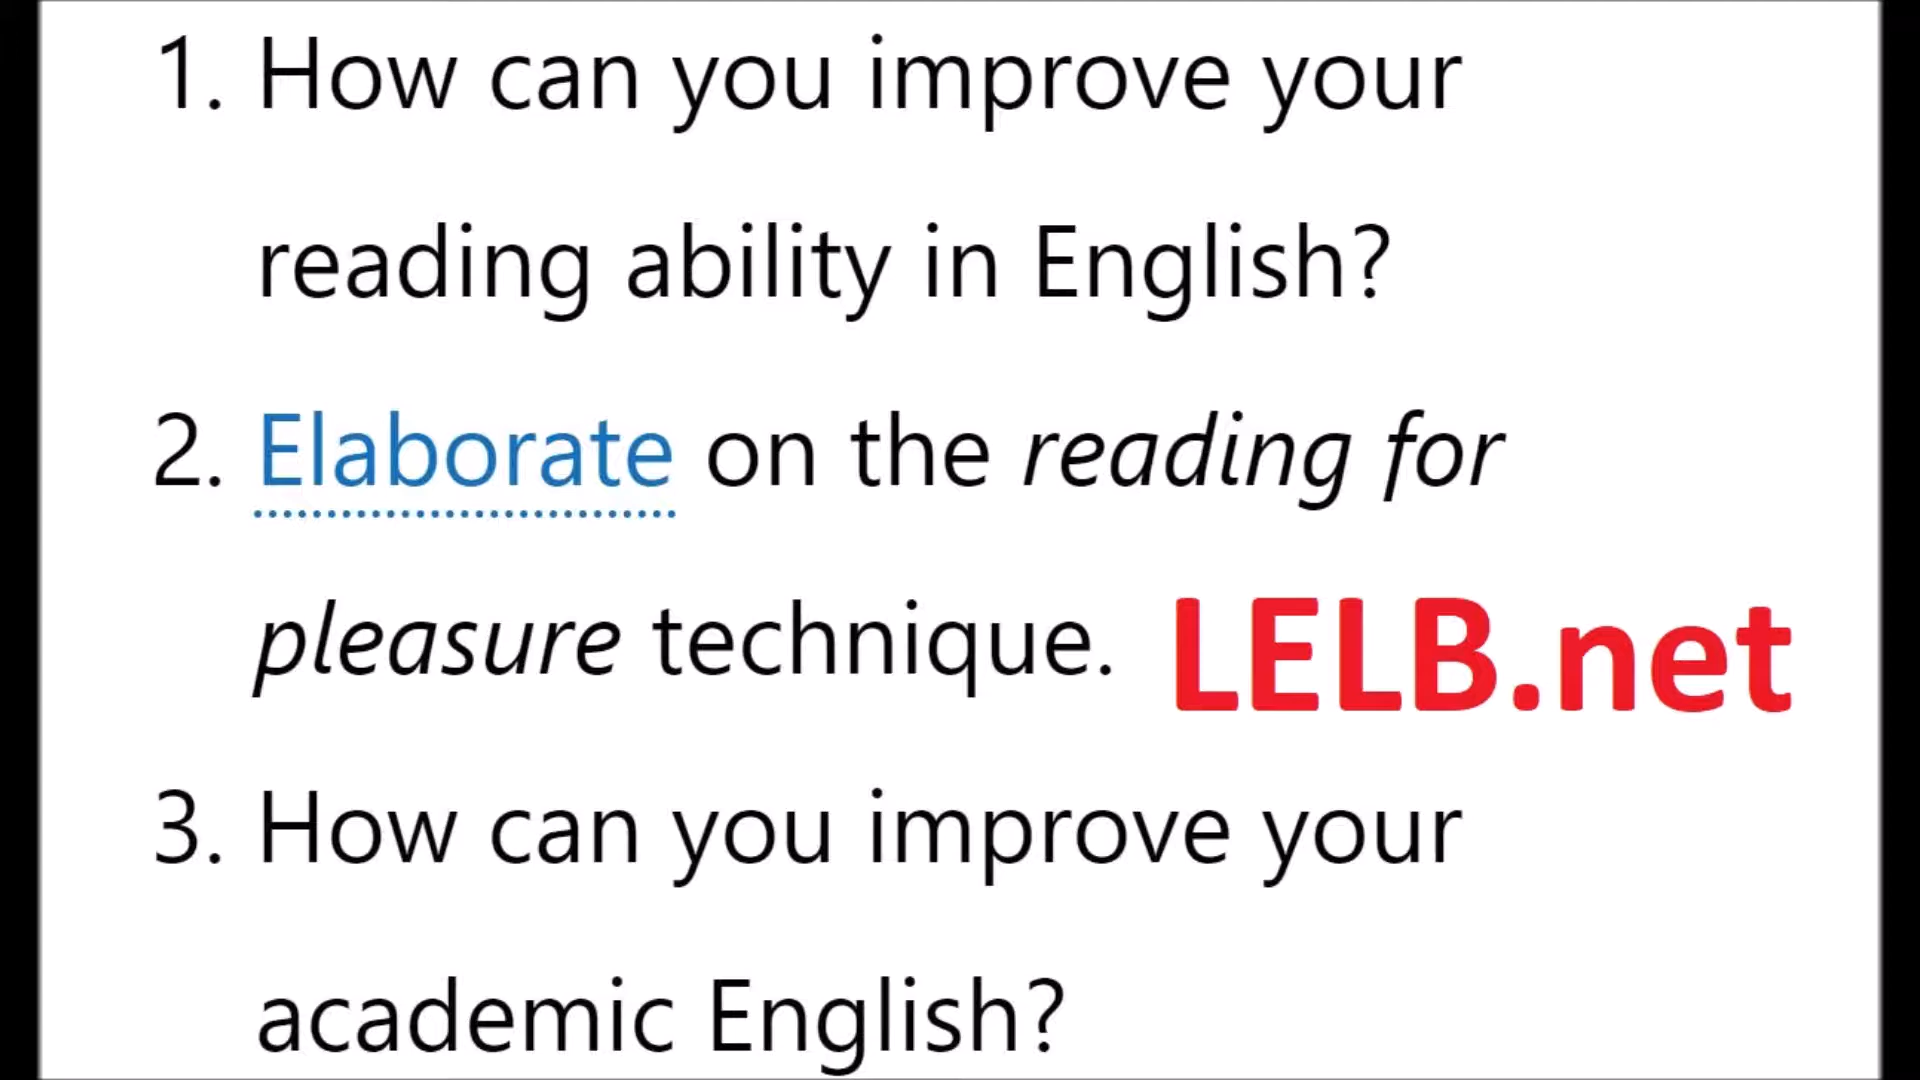 1. How can you improve your
reading ability in English?
2. Elaborate on the reading for
pleasure technique.
LELB.net
3. How can you improve your
academic English?